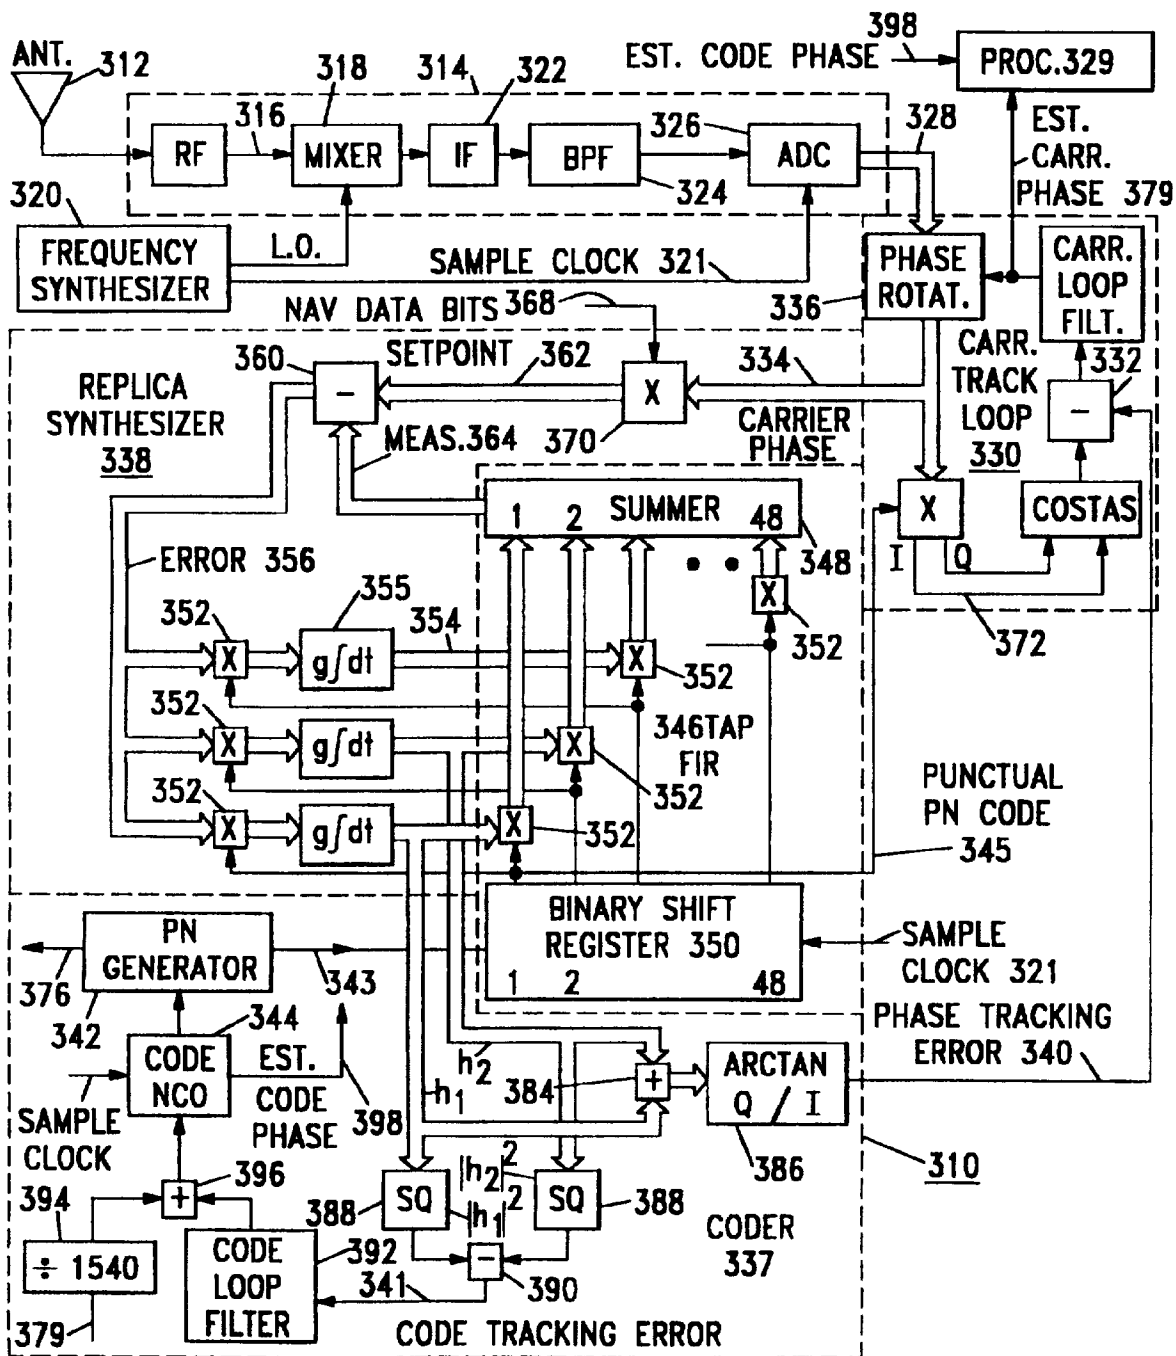 398
EST. CODE PHASE
PROC.329
ANT.
312
318
314
322
316
326
328
RF
MIXER
IF
BPF
ADC
324
EST.
CARR.
PHASE 379
320
FREQUENCY
SYNTHESIZER
L.O.
SAMPLE CLOCK 321
PHASE
ROTAT.
CARR.
LOOP
FILT.
336
NAV DATA BITS
368
360
SETPOINT
362
334
332
REPLICA
SYNTHESIZER
338
-
X
CARR.
TRACK
LOOP
330
-
MEAS.364
370
CARRIER
PHASE
1
2
SUMMER
48
348
X
COSTAS
I
Q
372
ERROR 356
355
352
354
X
352
X
g∫dt
X
352
352
X
g∫dt
X
352
346TAP
FIR
352
X
g∫dt
X
352
PUNCTUAL
PN CODE
345
BINARY SHIFT
REGISTER 350
1
2
48
SAMPLE
CLOCK 321
PN
GENERATOR
376
342
343
344
CODE
NCO
EST.
CODE
PHASE
398
SAMPLE
CLOCK
PHASE TRACKING
ERROR 340
h2
h1
384
+
ARCTAN
Q / I
386
310
396
+
394
÷ 1540
379
CODE
LOOP
FILTER
392
388
SQ
|h2|2
|h1|2
SQ
388
-
390
341
CODER
337
CODE TRACKING ERROR